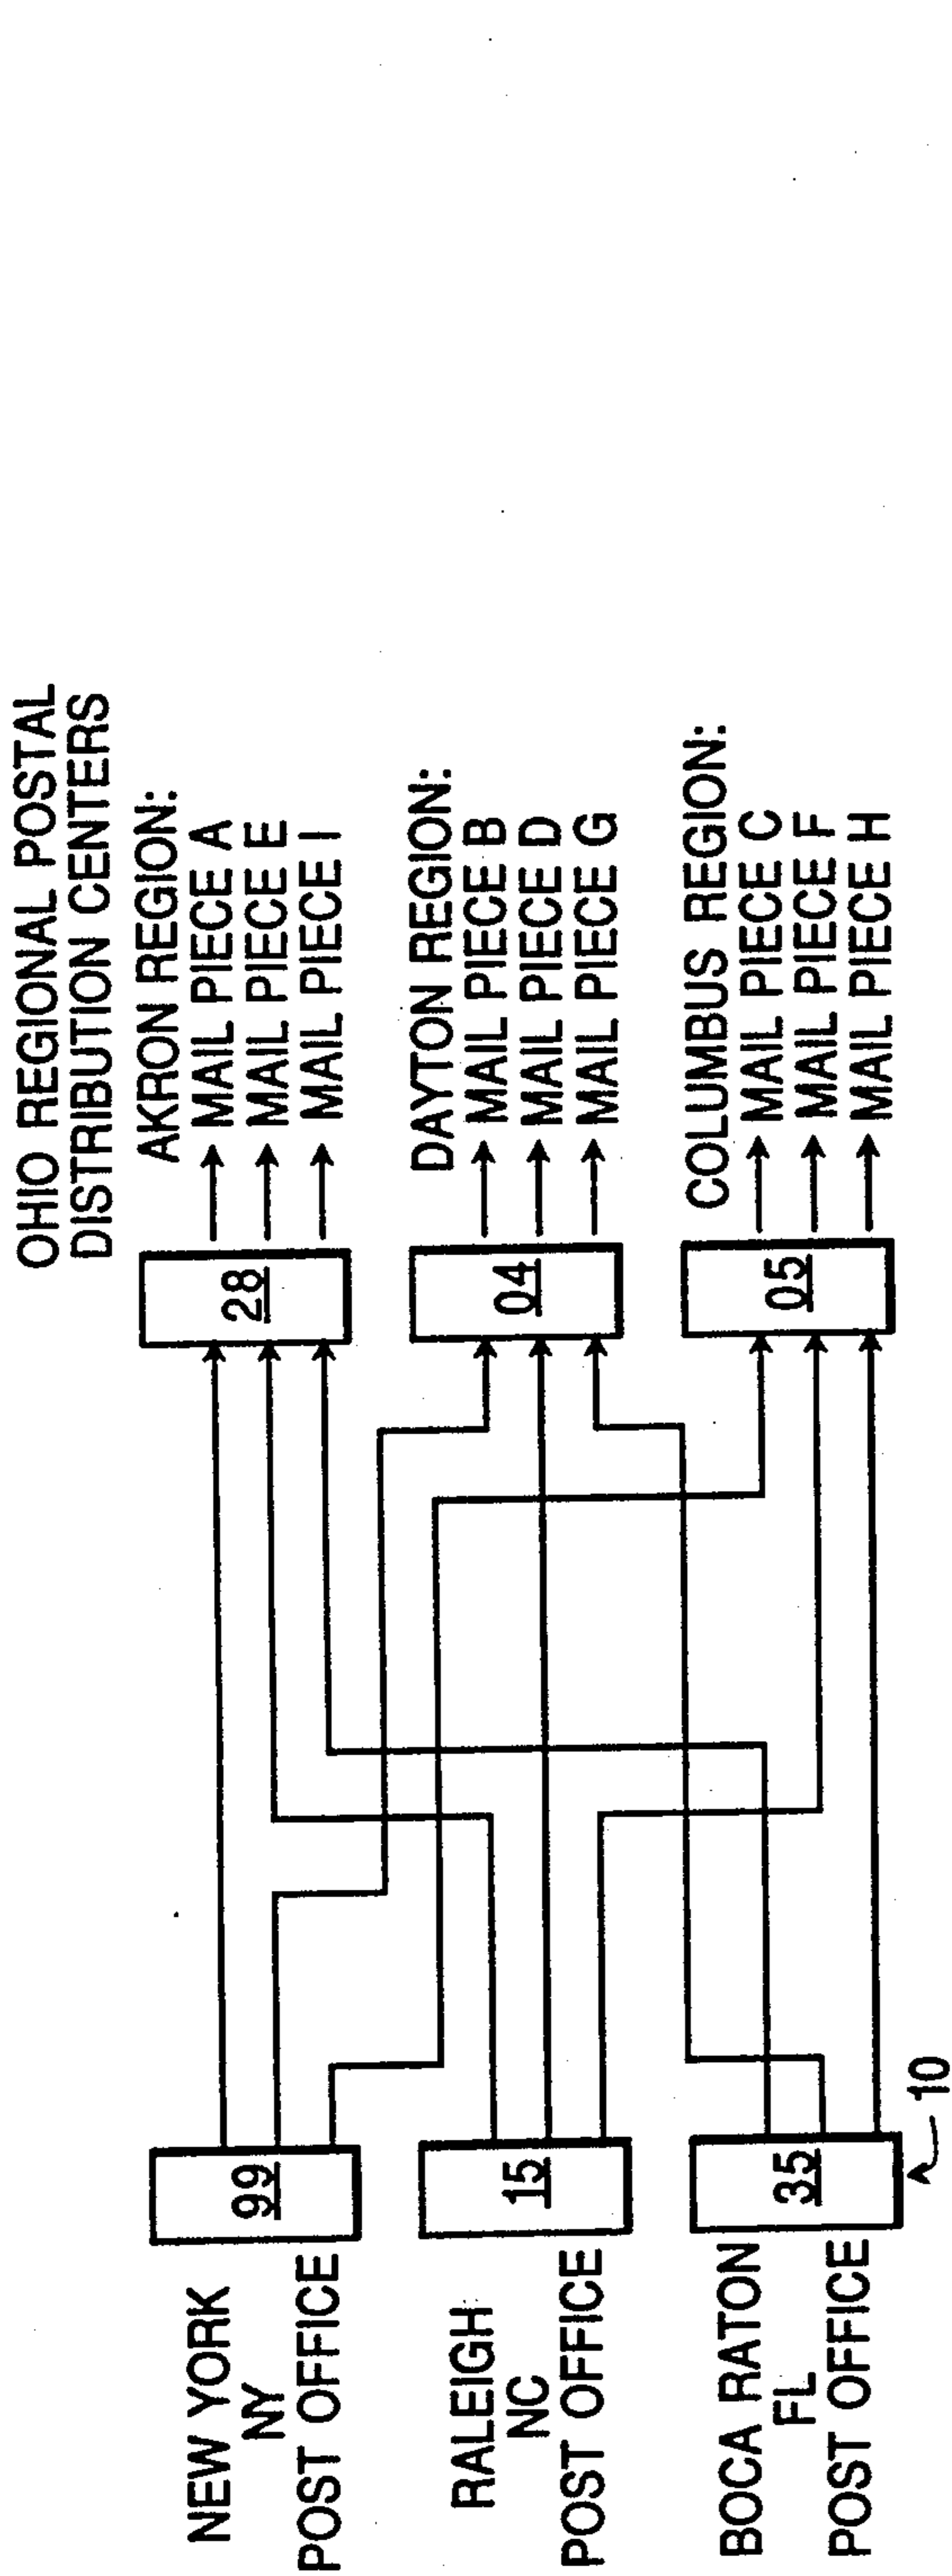 OHIO REGIONAL POSTAL
DISTRIBUTION CENTERS
NEW YORK
NY
POST OFFICE
99
28
AKRON REGION:
MAIL PIECE A
MAIL PIECE E
MAIL PIECE I
RALEIGH
NC
POST OFFICE
15
04
DAYTON REGION:
MAIL PIECE B
MAIL PIECE D
MAIL PIECE G
BOCA RATON
FL
POST OFFICE
35
05
COLUMBUS REGION:
MAIL PIECE C
MAIL PIECE F
MAIL PIECE H
10